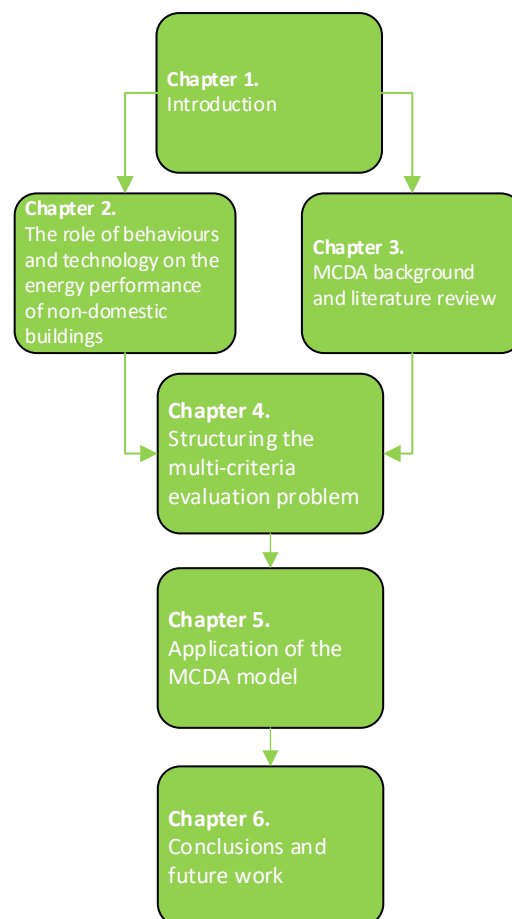 Chapter 1.
Introduction
Chapter 2.
The role of behaviours
and technology on the
energy performance
of non-domestic
buildings
Chapter 3.
MCDA background
and literature review
Chapter 4.
Structuring the
multi-criteria
evaluation problem
Chapter 5.
Application of the
MCDA model
Chapter 6.
Conclusions and
future work